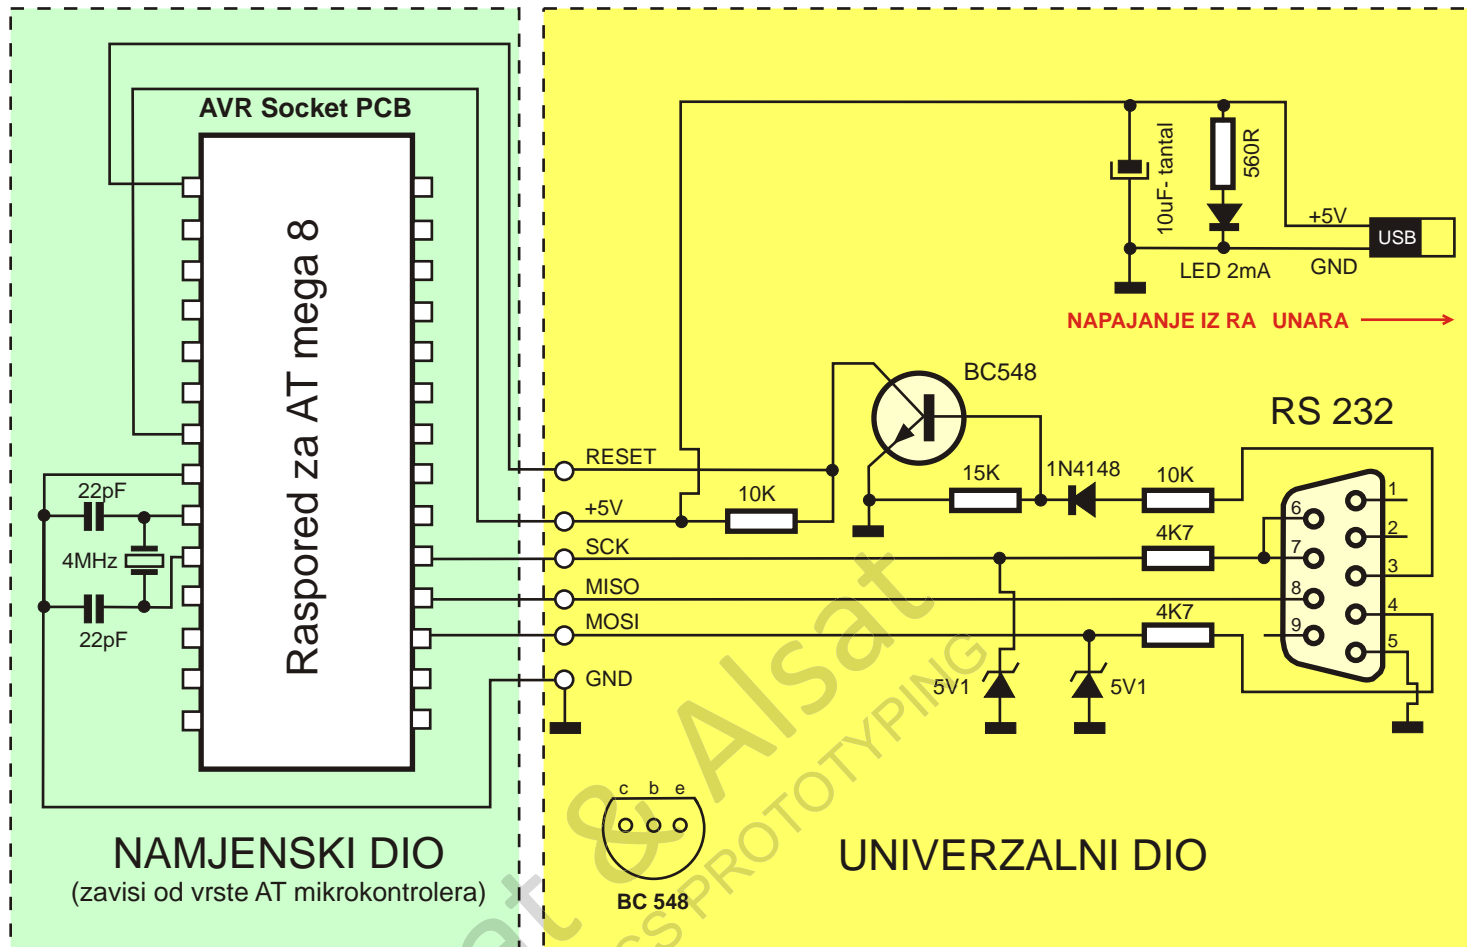 AVR Socket PCB
Raspored za AT mega 8
22pF
4MHz
22pF
NAMJENSKI DIO
(zavisi od vrste AT mikrokontrolera)
10uF- tantal
560R
+5V
USB
LED 2mA
GND
NAPAJANJE IZ RA UNARA
BC548
RS 232
RESET
15K
1N4148
10K
+5V
10K
SCK
4K7
MISO
MOSI
4K7
GND
5V1
5V1
1
6
2
7
3
8
4
9
5
c b e
BC 548
UNIVERZALNI DIO
& Alsat
PROTOTYPING